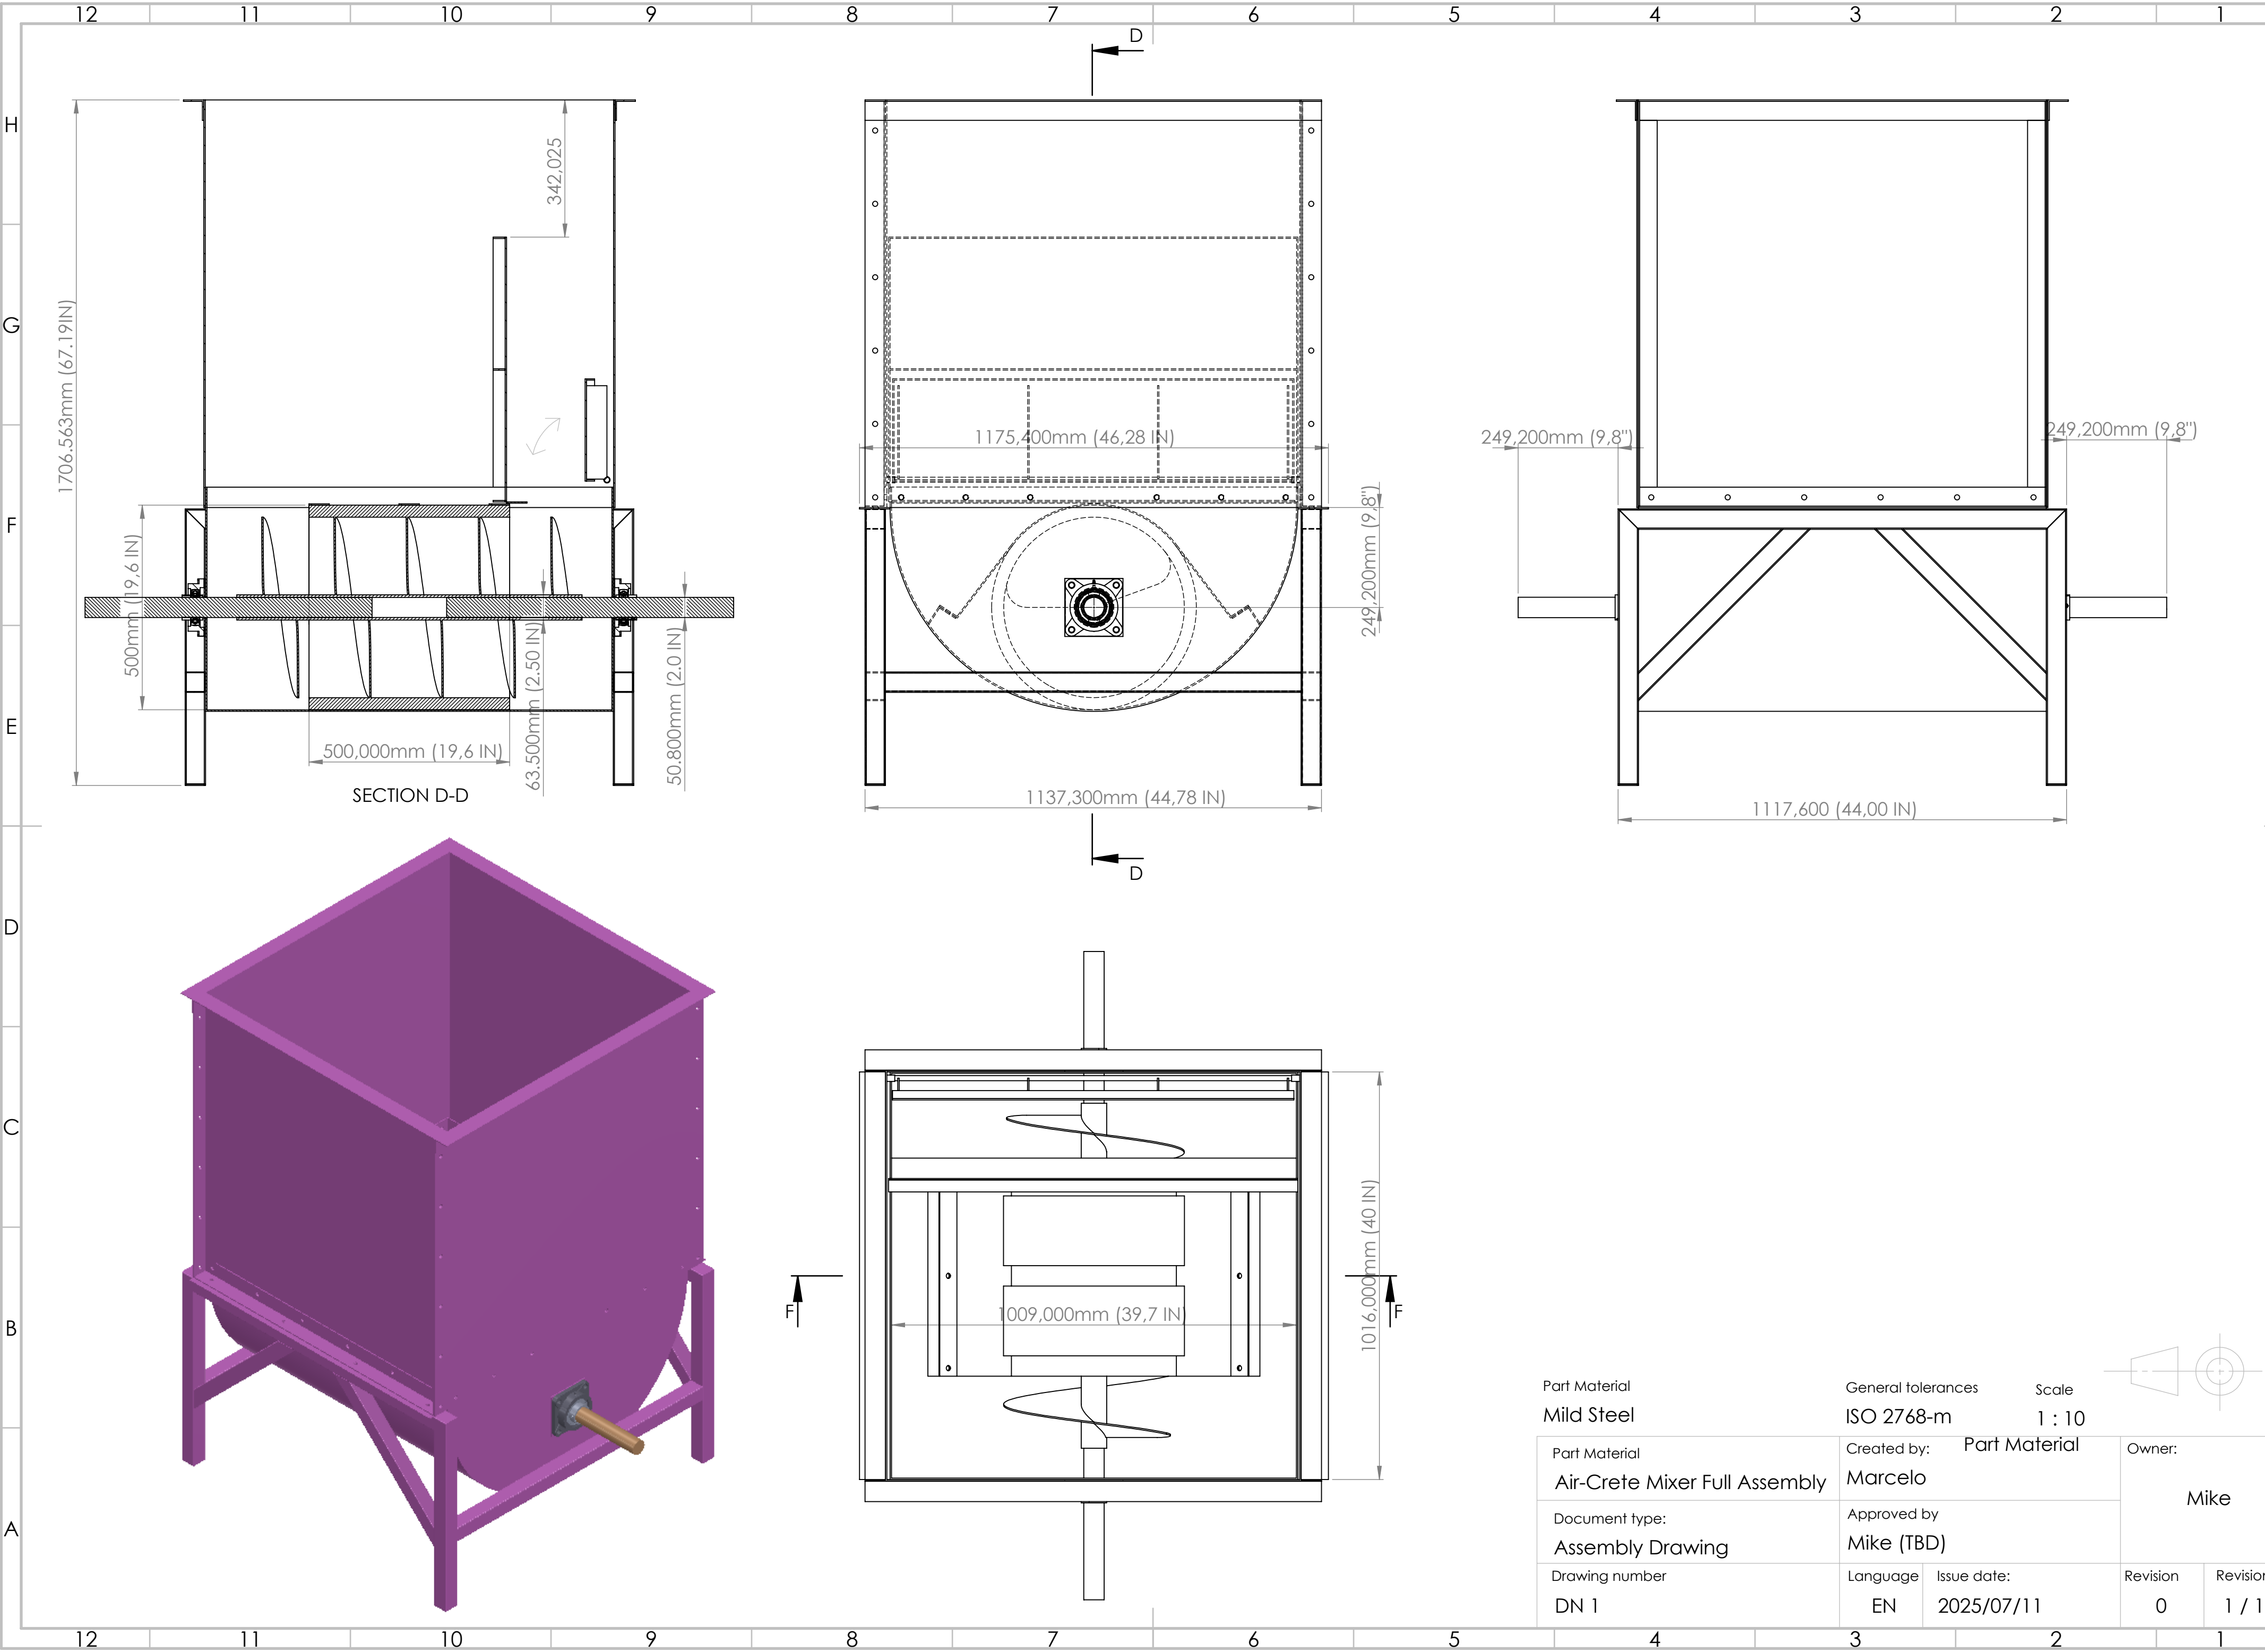 12 11 10 9 8 7 6 5 4 3 2 1
H
G
F
E
D
C
B
A
D
1706.563mm (67.19IN)
342,025
500mm (19,6 IN)
500,000mm (19,6 IN)
63.500mm (2.50 IN)
50.800mm (2.0 IN)
SECTION D-D
1175,400mm (46,28 IN)
249,200mm (9,8")
1137,300mm (44,78 IN)
D
249,200mm (9,8")
249,200mm (9,8")
1117,600 (44,00 IN)
F
F
1009,000mm (39,7 IN)
1016,000mm (40 IN)
Part Material
Mild Steel
General tolerances
ISO 2768-m
Scale
1 : 10
Part Material
Air-Crete Mixer Full Assembly
Created by:
Part Material
Marcelo
Owner:
Mike
Document type:
Assembly Drawing
Approved by
Mike (TBD)
Drawing number
DN 1
Language
EN
Issue date:
2025/07/11
Revision
0
Revision
1 / 1
12 11 10 9 8 7 6 5 4 3 2 1